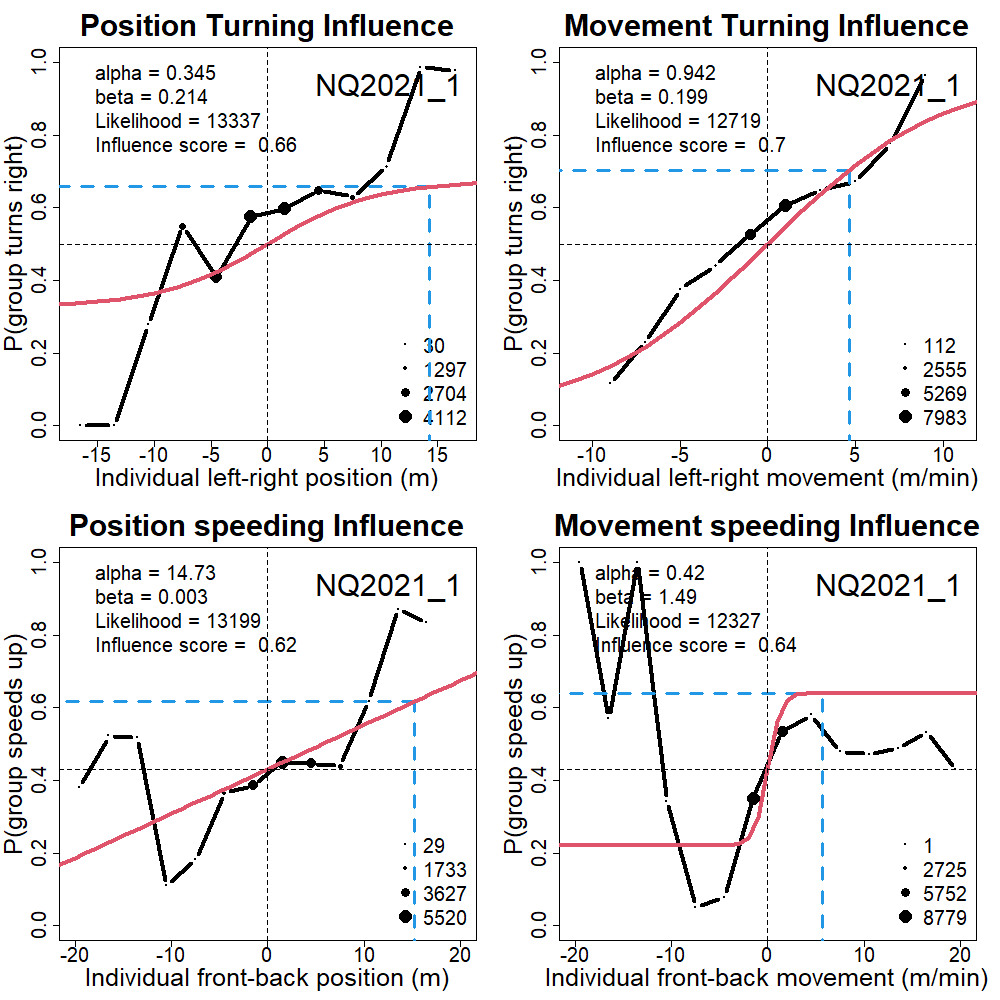 Position Turning Influence
P(group turns right)
1.0
0.8
0.6
0.4
0.2
0.0
alpha = 0.345
beta = 0.214
Likelihood = 13337
Influence score = 0.66
NQ2021_1
30
1297
2704
4112
-15 -10 -5 0 5 10 15
Individual left-right position (m)
Movement Turning Influence
P(group turns right)
1.0
0.8
0.6
0.4
0.2
0.0
alpha = 0.942
beta = 0.199
Likelihood = 12719
Influence score = 0.7
NQ2021_1
112
2555
5269
7983
-10 -5 0 5 10
Individual left-right movement (m/min)
Position speeding Influence
P(group speeds up)
1.0
0.8
0.6
0.4
0.2
0.0
alpha = 14.73
beta = 0.003
Likelihood = 13199
Influence score = 0.62
NQ2021_1
29
1733
3627
5520
-20 -10 0 10 20
Individual front-back position (m)
Movement speeding Influence
P(group speeds up)
1.0
0.8
0.6
0.4
0.2
0.0
alpha = 0.42
beta = 1.49
Likelihood = 12327
Influence score = 0.64
NQ2021_1
1
2725
5752
8779
-20 -10 0 10 20
Individual front-back movement (m/min)